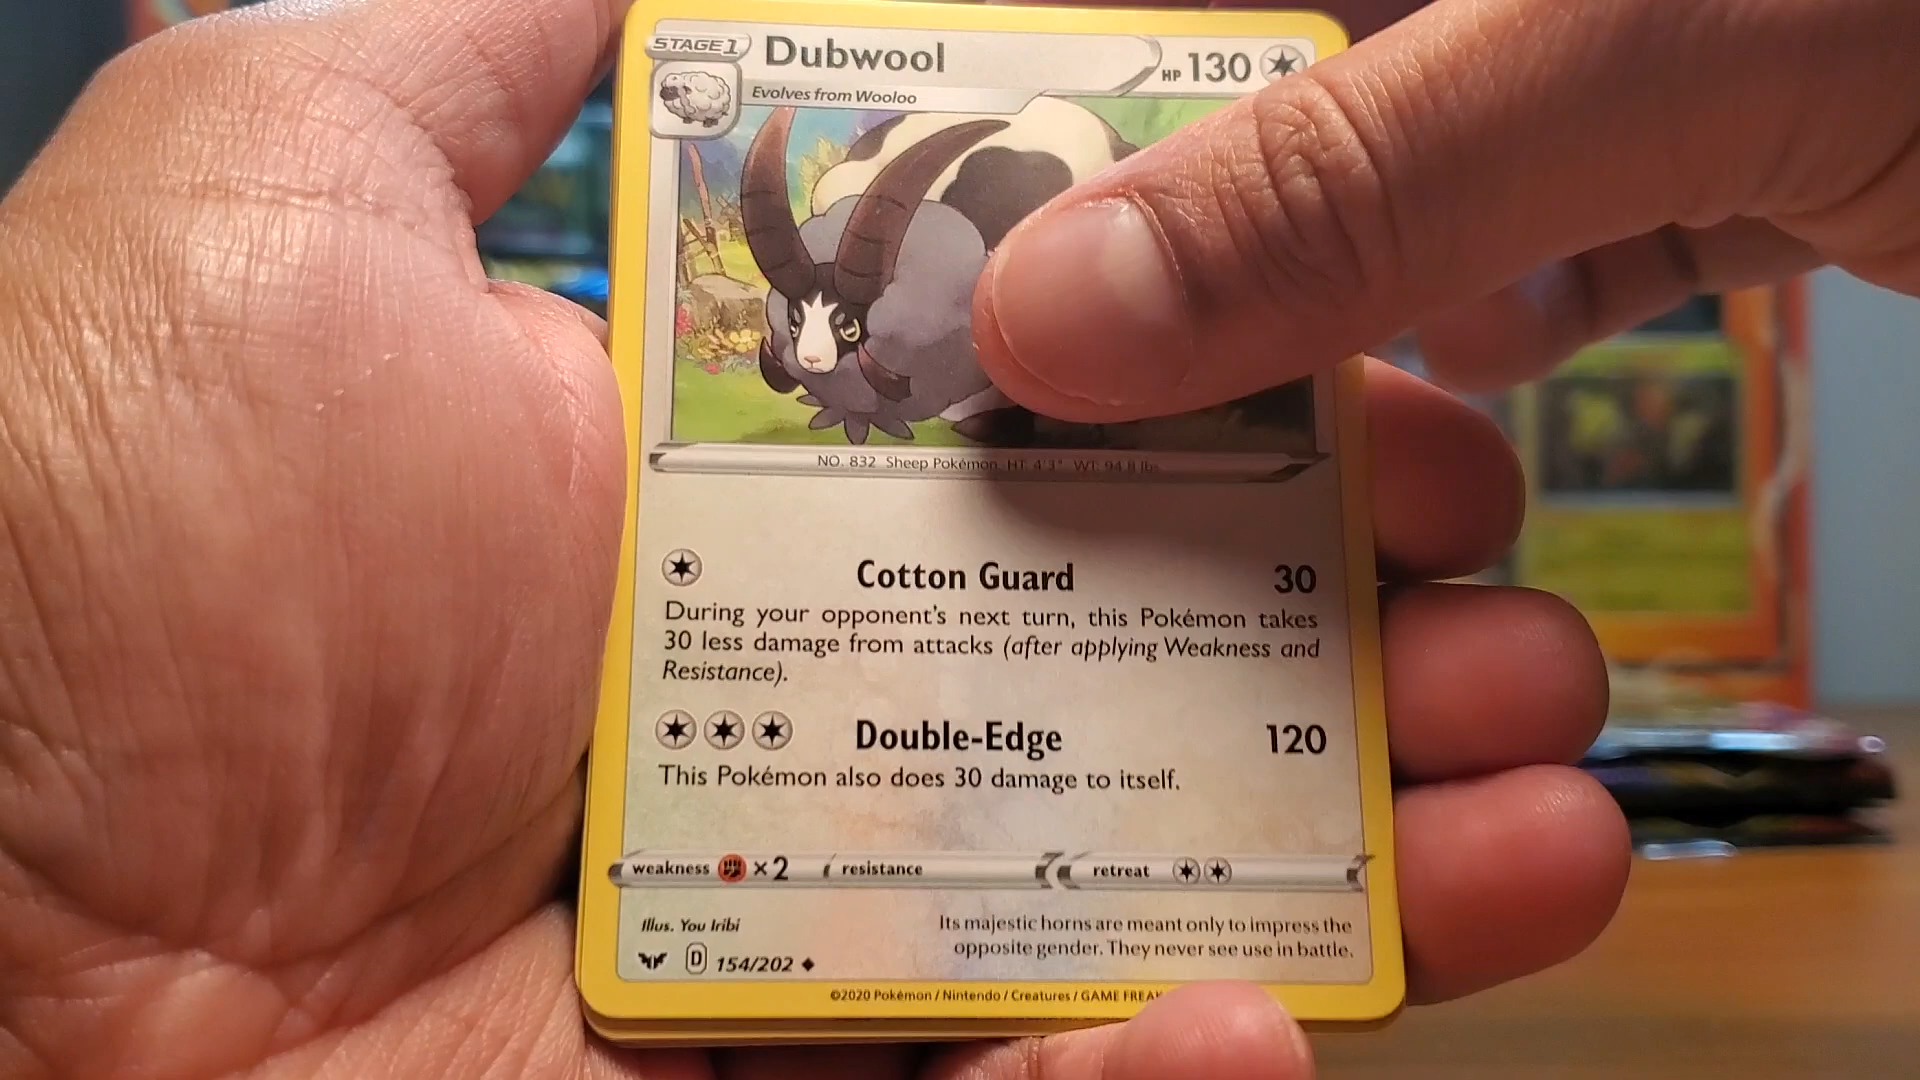 STAGE 1 Dubwool HP 130
Evolves from Wooloo
NO. 832 Sheep Pokémon HT: 4'3" WT: 94.8 lbs.
Cotton Guard 30
During your opponent's next turn, this Pokémon takes
30 less damage from attacks (after applying Weakness and
Resistance).
Double-Edge 120
This Pokémon also does 30 damage to itself.
weakness ×2 resistance retreat
Illus. You Iribi
Its majestic horns are meant only to impress the
opposite gender. They never see use in battle.
D 154/202
©2020 Pokémon / Nintendo / Creatures / GAME FREAK